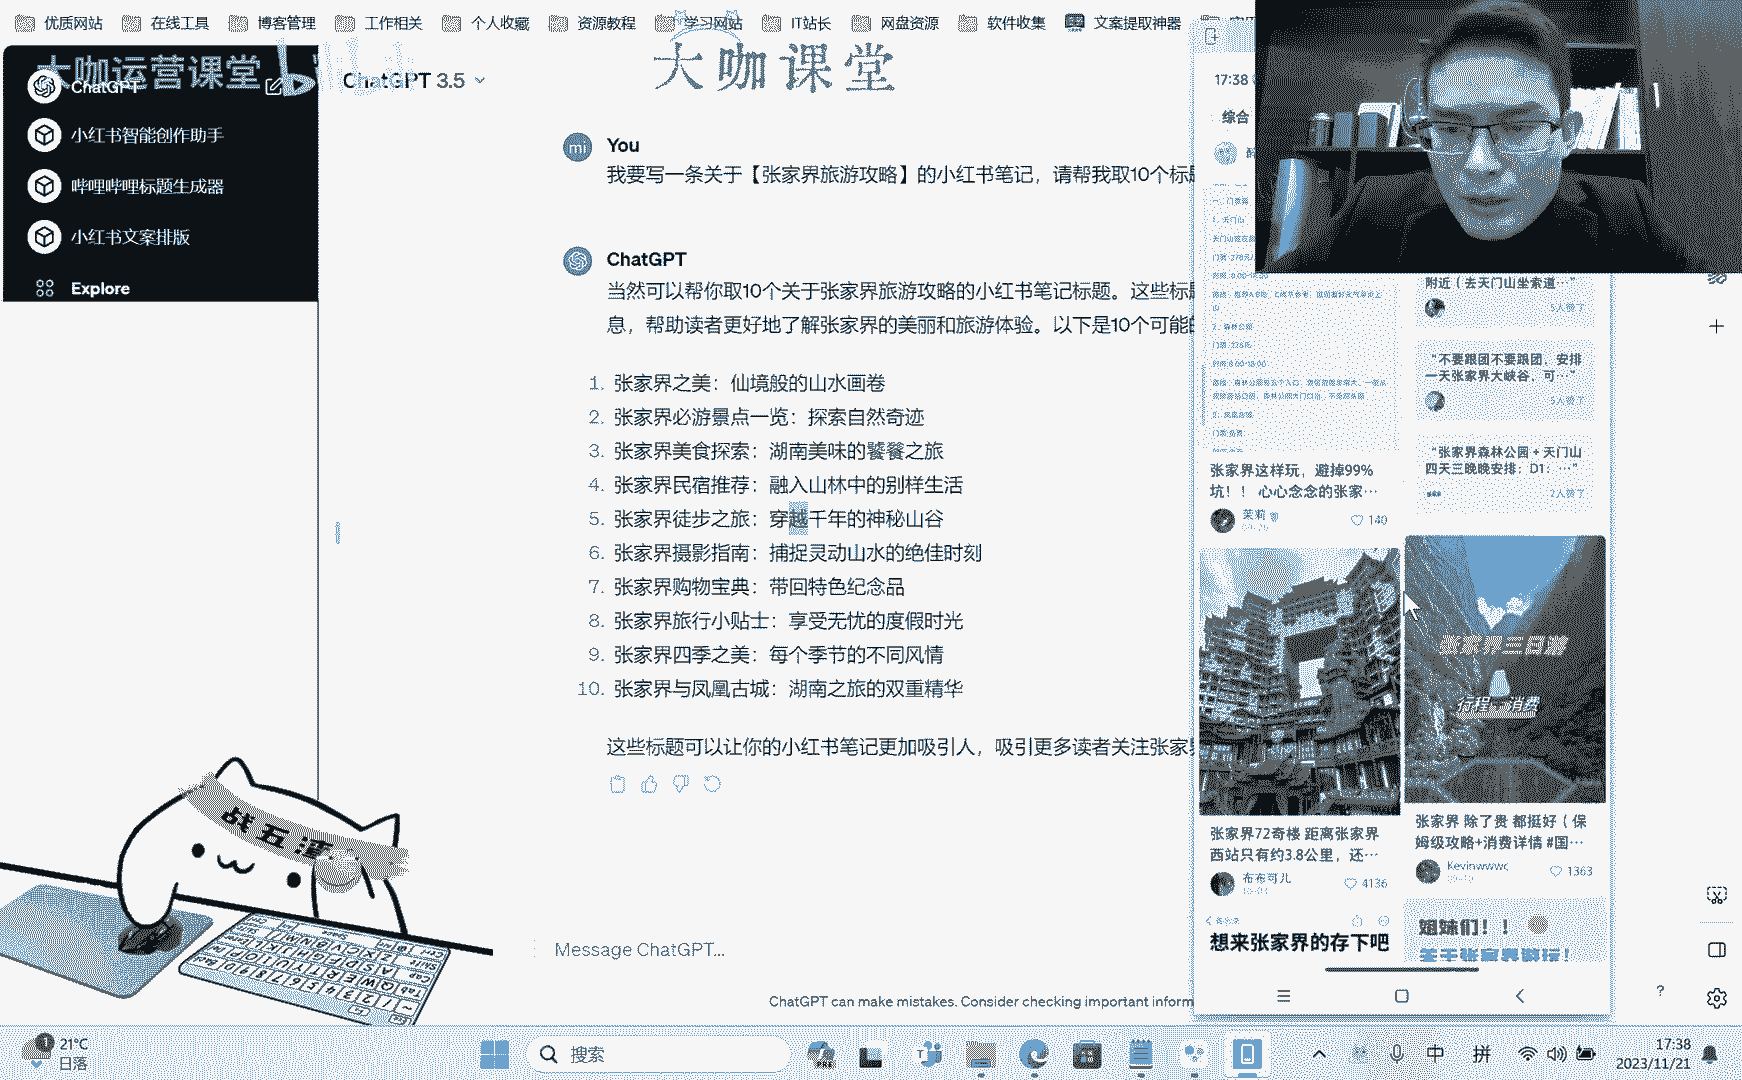 优质网站
在线工具
博客管理
工作相关
个人收藏
资源教程
学习网站
IT站长
网盘资源
软件收集
文案提取神器
大咖运营课堂
大咖课堂
ChatGPT
小红书智能创作助手
哔哩哔哩标题生成器
小红书文案排版
Explore
ChatGPT 3.5
You
我要写一条关于【张家界旅游攻略】的小红书笔记，请帮我取10个标题
ChatGPT
当然可以帮你取10个关于张家界旅游攻略的小红书笔记标题。这些标题
息，帮助读者更好地了解张家界的美丽和旅游体验。以下是10个可能的
1. 张家界之美：仙境般的山水画卷
2. 张家界必游景点一览：探索自然奇迹
3. 张家界美食探索：湖南美味的饕餮之旅
4. 张家界民宿推荐：融入山林中的别样生活
5. 张家界徒步之旅：穿越千年的神秘山谷
6. 张家界摄影指南：捕捉灵动山水的绝佳时刻
7. 张家界购物宝典：带回特色纪念品
8. 张家界旅行小贴士：享受无忧的度假时光
9. 张家界四季之美：每个季节的不同风情
10. 张家界与凤凰古城：湖南之旅的双重精华
这些标题可以让你的小红书笔记更加吸引人，吸引更多读者关注张家界
Message ChatGPT...
ChatGPT can make mistakes. Consider checking important inform
17:38
综合
张家界这样玩，避掉99%
坑！！ 心心念念的张家…
茉莉
140
附近（去天门山坐索道…”
5人赞了
“不要跟团不要跟团，安排
一天张家界大峡谷，可…”
5人赞了
“张家界森林公园+天门山
四天三晚晚安排：D1：…”
2人赞了
张家界三日游
行程+消费
张家界72奇楼 距离张家界
西站只有约3.8公里，还…
布布可儿
4136
张家界 除了贵 都挺好（保
姆级攻略+消费详情 #国…
Kevinwwwc
1363
想来张家界的存下吧
姐妹们！！
关于张家界游玩！
战五渣
1
21°C
日落
搜索
中
拼
17:38
2023/11/21